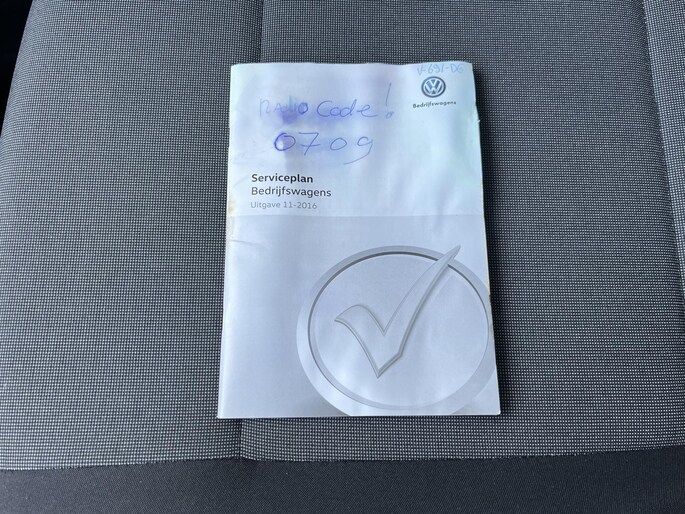 Radio Code!
0709
Bedrijfswagens
Serviceplan
Bedrijfswagens
Uitgave 11-2016